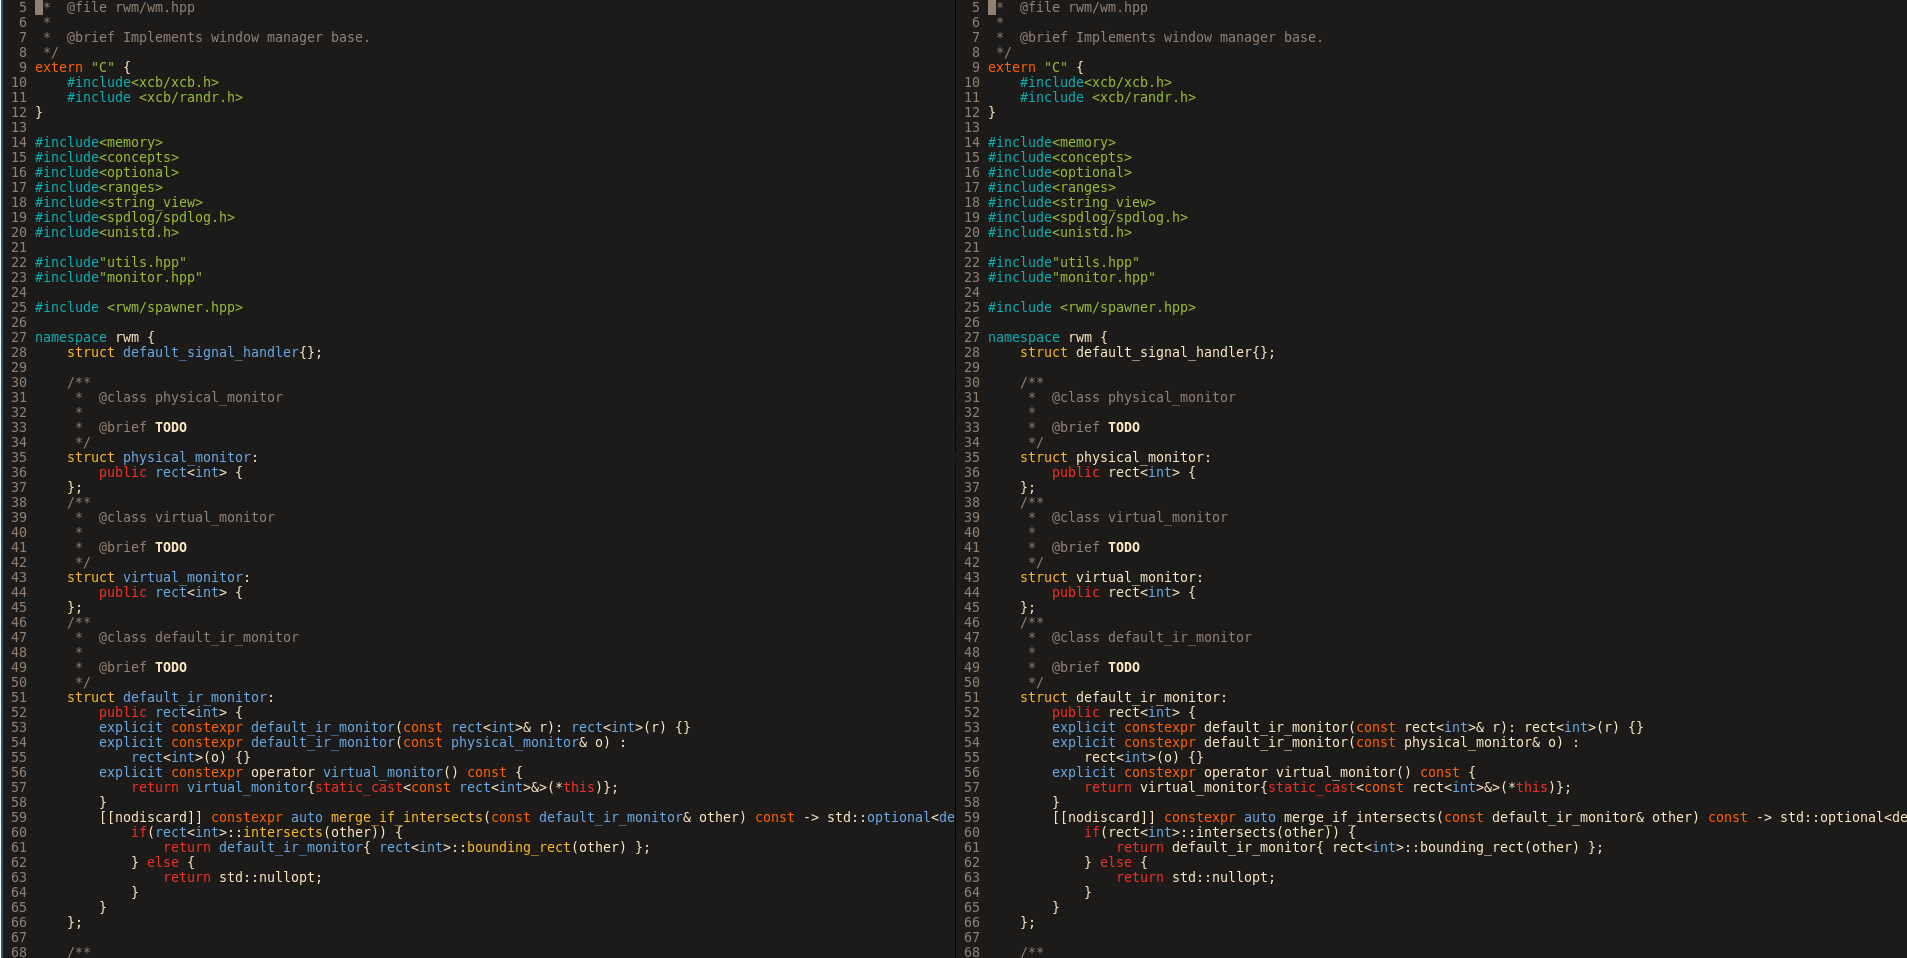 5 *  @file rwm/wm.hpp
6  *
7  *  @brief Implements window manager base.
8  */
9 extern "C" {
10     #include<xcb/xcb.h>
11     #include <xcb/randr.h>
12 }
13
14 #include<memory>
15 #include<concepts>
16 #include<optional>
17 #include<ranges>
18 #include<string_view>
19 #include<spdlog/spdlog.h>
20 #include<unistd.h>
21
22 #include"utils.hpp"
23 #include"monitor.hpp"
24
25 #include <rwm/spawner.hpp>
26
27 namespace rwm {
28     struct default_signal_handler{};
29
30     /**
31      *  @class physical_monitor
32      *
33      *  @brief TODO
34      */
35     struct physical_monitor:
36         public rect<int> {
37     };
38     /**
39      *  @class virtual_monitor
40      *
41      *  @brief TODO
42      */
43     struct virtual_monitor:
44         public rect<int> {
45     };
46     /**
47      *  @class default_ir_monitor
48      *
49      *  @brief TODO
50      */
51     struct default_ir_monitor:
52         public rect<int> {
53         explicit constexpr default_ir_monitor(const rect<int>& r): rect<int>(r) {}
54         explicit constexpr default_ir_monitor(const physical_monitor& o) :
55             rect<int>(o) {}
56         explicit constexpr operator virtual_monitor() const {
57             return virtual_monitor{static_cast<const rect<int>&>(*this)};
58         }
59         [[nodiscard]] constexpr auto merge_if_intersects(const default_ir_monitor& other) const -> std::optional<de
60             if(rect<int>::intersects(other)) {
61                 return default_ir_monitor{ rect<int>::bounding_rect(other) };
62             } else {
63                 return std::nullopt;
64             }
65         }
66     };
67
68     /**
5 *  @file rwm/wm.hpp
6  *
7  *  @brief Implements window manager base.
8  */
9 extern "C" {
10     #include<xcb/xcb.h>
11     #include <xcb/randr.h>
12 }
13
14 #include<memory>
15 #include<concepts>
16 #include<optional>
17 #include<ranges>
18 #include<string_view>
19 #include<spdlog/spdlog.h>
20 #include<unistd.h>
21
22 #include"utils.hpp"
23 #include"monitor.hpp"
24
25 #include <rwm/spawner.hpp>
26
27 namespace rwm {
28     struct default_signal_handler{};
29
30     /**
31      *  @class physical_monitor
32      *
33      *  @brief TODO
34      */
35     struct physical_monitor:
36         public rect<int> {
37     };
38     /**
39      *  @class virtual_monitor
40      *
41      *  @brief TODO
42      */
43     struct virtual_monitor:
44         public rect<int> {
45     };
46     /**
47      *  @class default_ir_monitor
48      *
49      *  @brief TODO
50      */
51     struct default_ir_monitor:
52         public rect<int> {
53         explicit constexpr default_ir_monitor(const rect<int>& r): rect<int>(r) {}
54         explicit constexpr default_ir_monitor(const physical_monitor& o) :
55             rect<int>(o) {}
56         explicit constexpr operator virtual_monitor() const {
57             return virtual_monitor{static_cast<const rect<int>&>(*this)};
58         }
59         [[nodiscard]] constexpr auto merge_if_intersects(const default_ir_monitor& other) const -> std::optional<de
60             if(rect<int>::intersects(other)) {
61                 return default_ir_monitor{ rect<int>::bounding_rect(other) };
62             } else {
63                 return std::nullopt;
64             }
65         }
66     };
67
68     /**